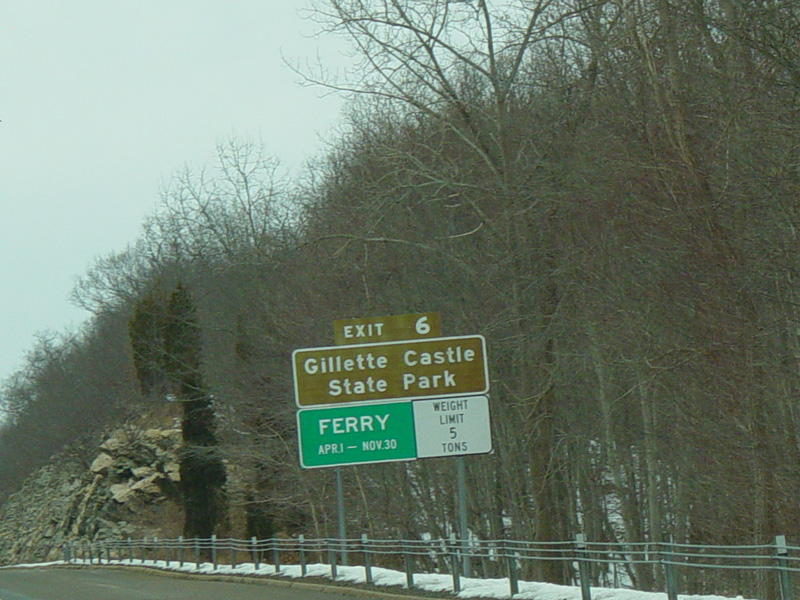 EXIT 6
Gillette Castle
State Park
FERRY
APR.1 — NOV.30
WEIGHT
LIMIT
5
TONS